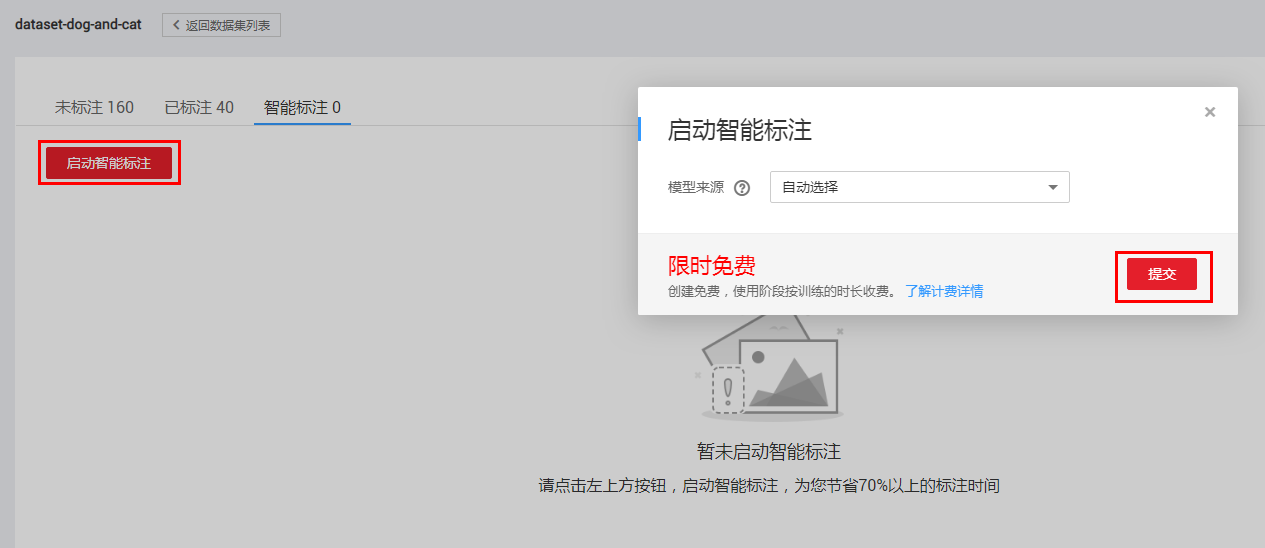 dataset-dog-and-cat
返回数据集列表
未标注 160 已标注 40 智能标注 0
启动智能标注
启动智能标注
模型来源 ? 自动选择
限时免费
创建免费，使用阶段按训练的时长收费。 了解计费详情
提交
暂未启动智能标注
请点击左上方按钮，启动智能标注，为您节省70%以上的标注时间